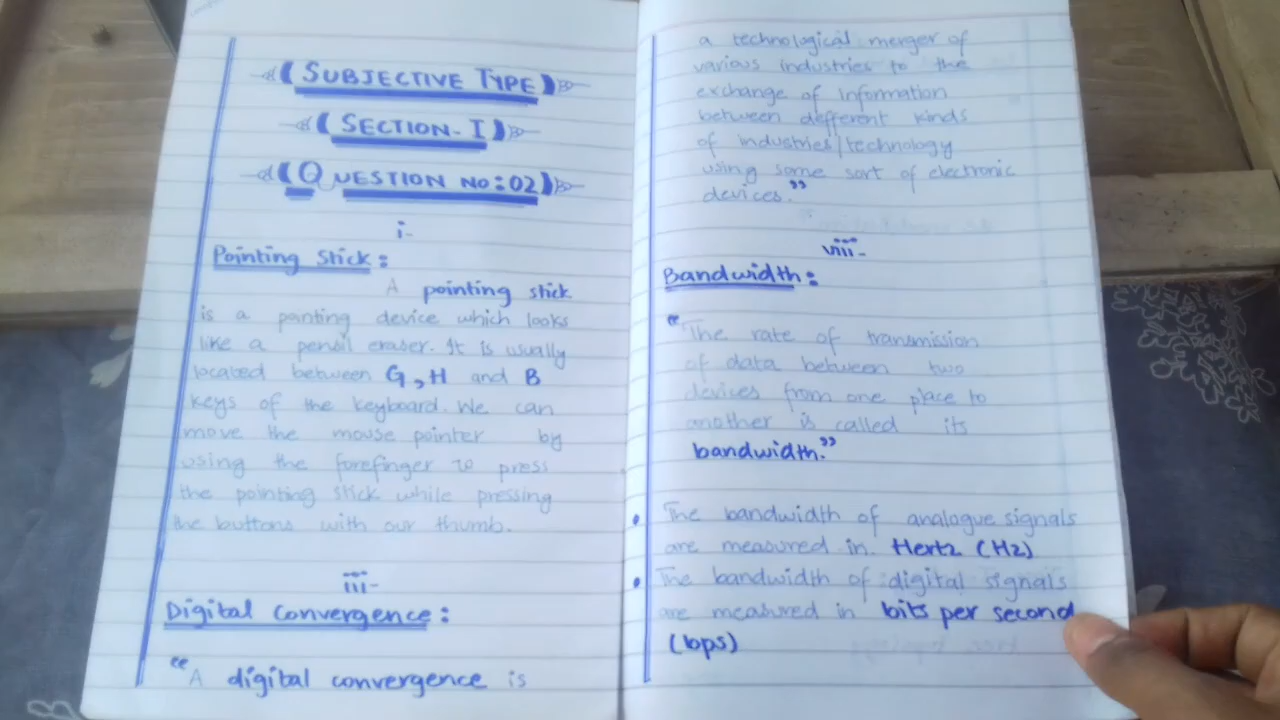 (SUBJECTIVE TYPE)
(SECTION-I)
(QUESTION NO:02)
i-
Pointing Stick:
A pointing stick
is a panting device which looks
like a pencil eraser. It is usually
located between G, H and B
keys of the keyboard. We can
move the mouse pointer by
using the forefinger to press
the pointing stick while pressing
the buttons with our thumb.
iii-
Digital Convergence:
"A digital convergence is
a technological merger of
various industries to the
exchange of information
between defferent kinds
of industries/technology
using some sort of electronic
devices."
viii-
Bandwidth:
"The rate of transmission
of data between two
devices from one place to
another is called its
bandwidth."
• The bandwidth of analogue signals
are measured in Hertz (Hz)
• The bandwidth of digital signals
are measured in bits per second
(bps)